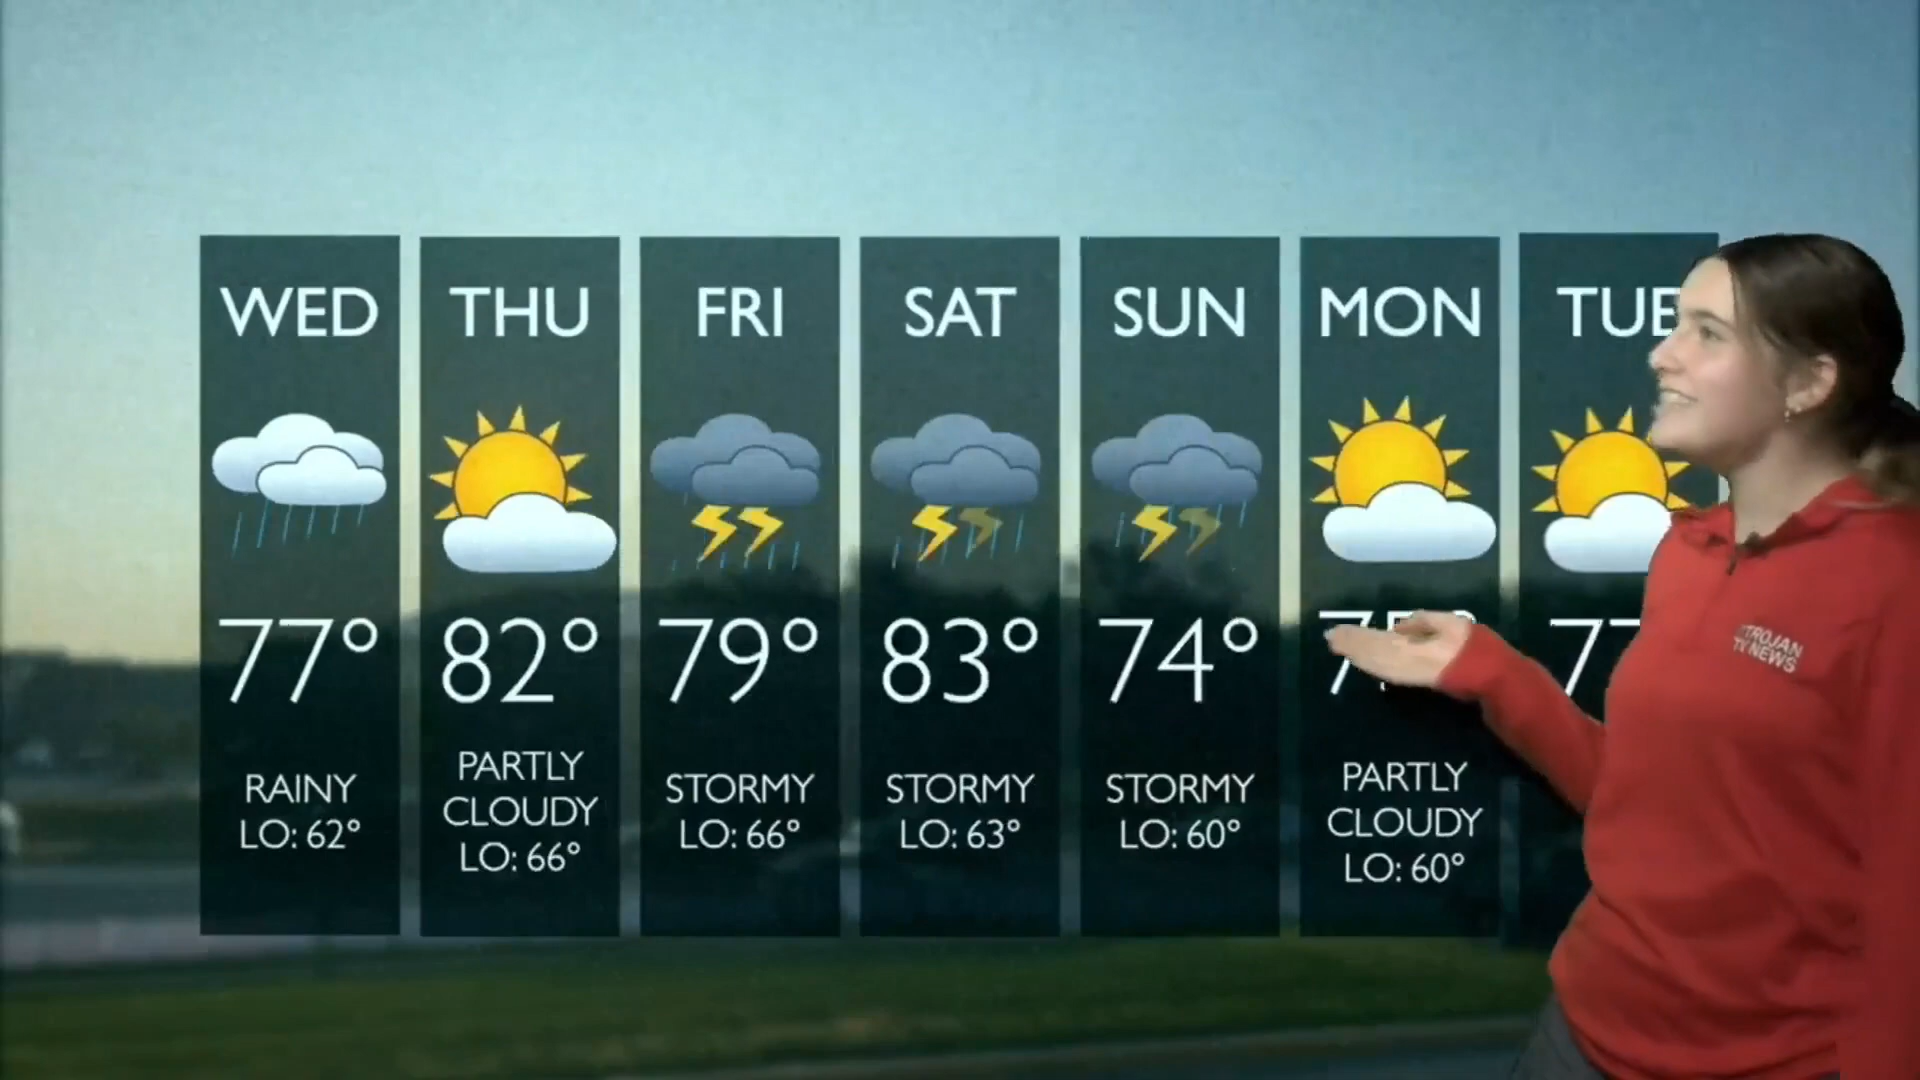 WED
THU
FRI
SAT
SUN
MON
TUE
77°
82°
79°
83°
74°
RAINY
LO: 62°
PARTLY
CLOUDY
LO: 66°
STORMY
LO: 66°
STORMY
LO: 63°
STORMY
LO: 60°
PARTLY
CLOUDY
LO: 60°
TROJAN
TV NEWS